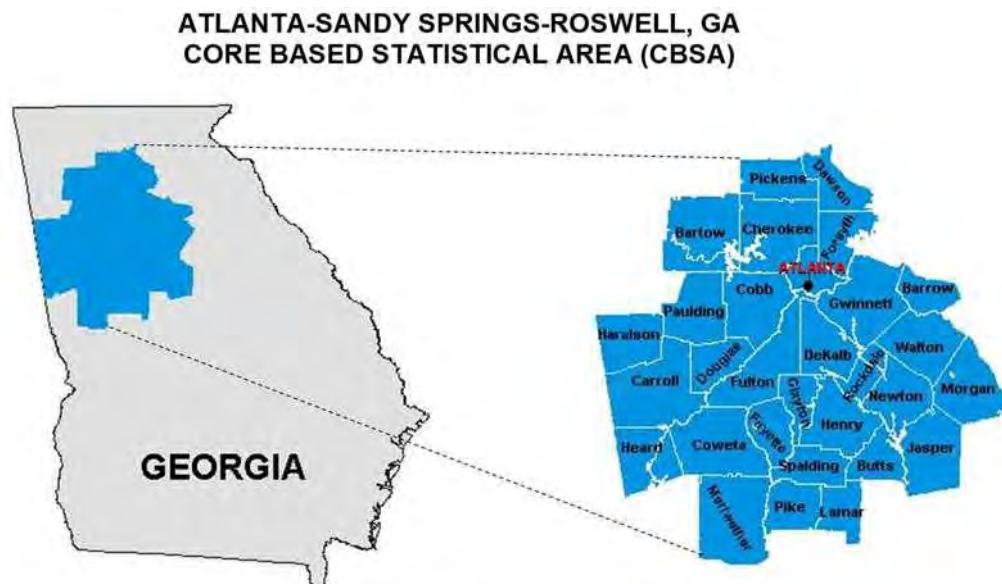 ATLANTA-SANDY SPRINGS-ROSWELL, GA
CORE BASED STATISTICAL AREA (CBSA)
GEORGIA
Pickens
Dawson
Bartow
Cherokee
Forsyth
ATLANTA
Cobb
Gwinnett
Barrow
Paulding
Haralson
Douglas
DeKalb
Rockdale
Walton
Carroll
Fulton
Clayton
Newton
Morgan
Fayette
Henry
Heard
Coweta
Jasper
Spalding
Butts
Meriwether
Pike
Lamar